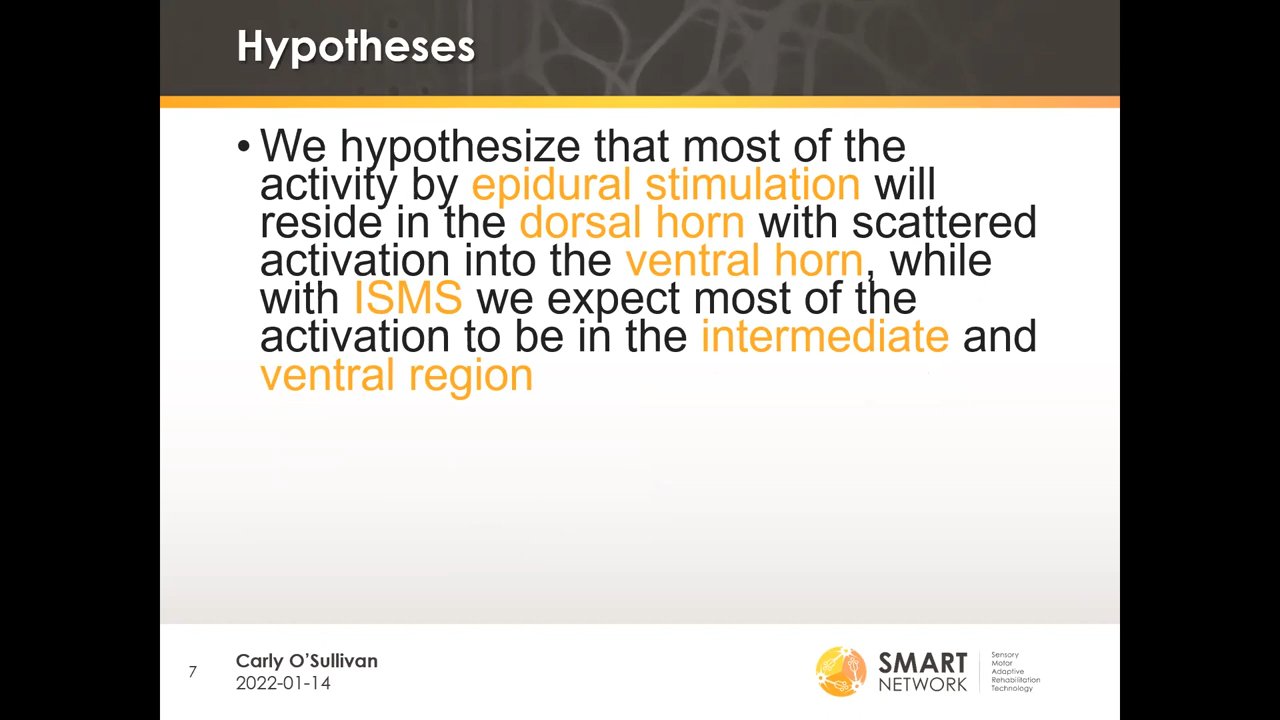 Hypotheses
• We hypothesize that most of the
activity by epidural stimulation will
reside in the dorsal horn with scattered
activation into the ventral horn, while
with ISMS we expect most of the
activation to be in the intermediate and
ventral region
7
Carly O’Sullivan
2022-01-14
SMART
NETWORK
Sensory
Motor
Adaptive
Rehabilitation
Technology